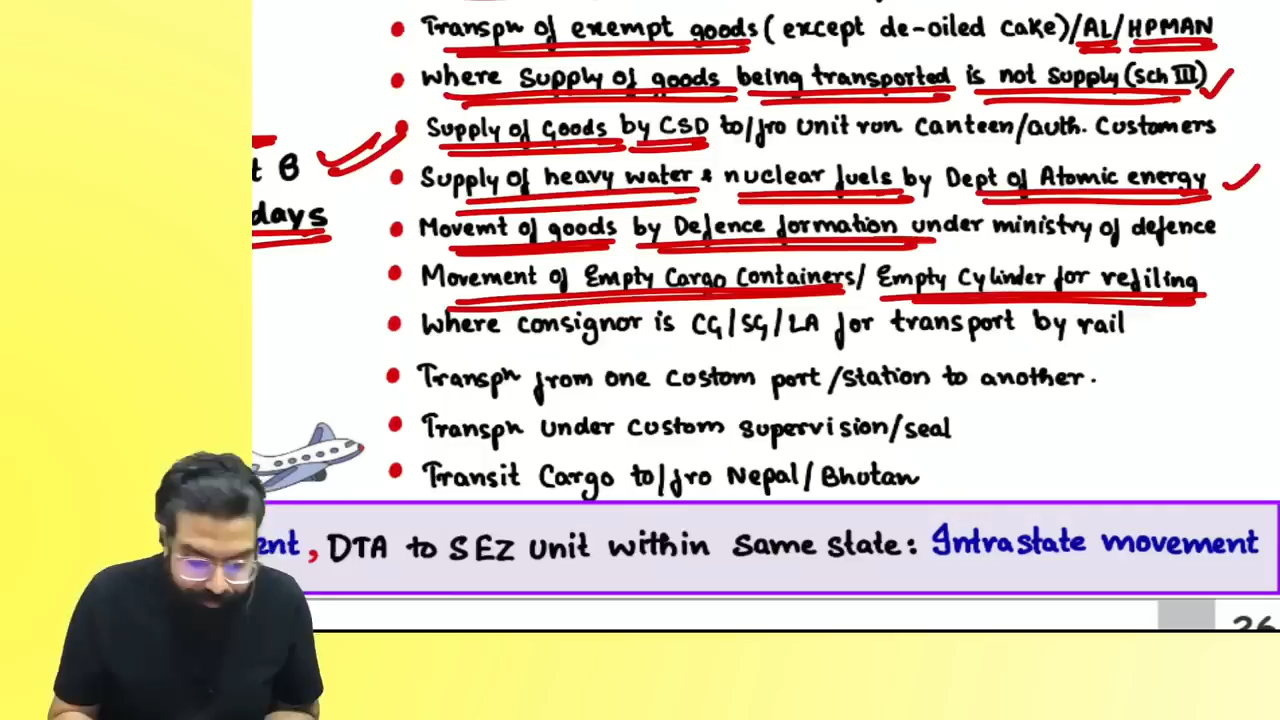 Transpn of exempt goods (except de-oiled cake)/AL/HPMAN
where Supply of goods being transported is not Supply (sch III)
Supply of Goods by CSD to/fro Unit run Canteen/auth. Customers
t B
Supply of heavy water & nuclear fuels by Dept of Atomic energy
days
Movemt of goods by Defence formation under ministry of defence
Movement of Empty Cargo Containers/ Empty Cylinder for refiling
Where consignor is CG/SG/LA for transport by rail
Transpn from one custom port/station to another.
Transpn under custom supervision/seal
Transit Cargo to/fro Nepal/Bhutan
ent, DTA to SEZ unit within same state: Intrastate movement